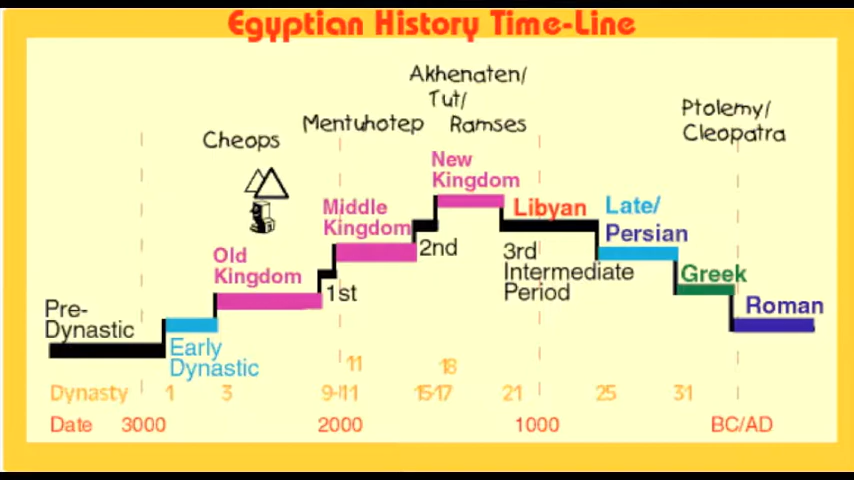 Egyptian History Time-Line
Akhenaten/
Tut/
Ramses
Ptolemy/
Cleopatra
Mentuhotep
Cheops
New
Kingdom
Middle
Kingdom
Libyan
Late/
Persian
Old
Kingdom
2nd
3rd
Intermediate
Period
Greek
1st
Pre-
Dynastic
Roman
Early
Dynastic
11 18
Dynasty 1 3 9-11 15-17 21 25 31
Date 3000 2000 1000 BC/AD